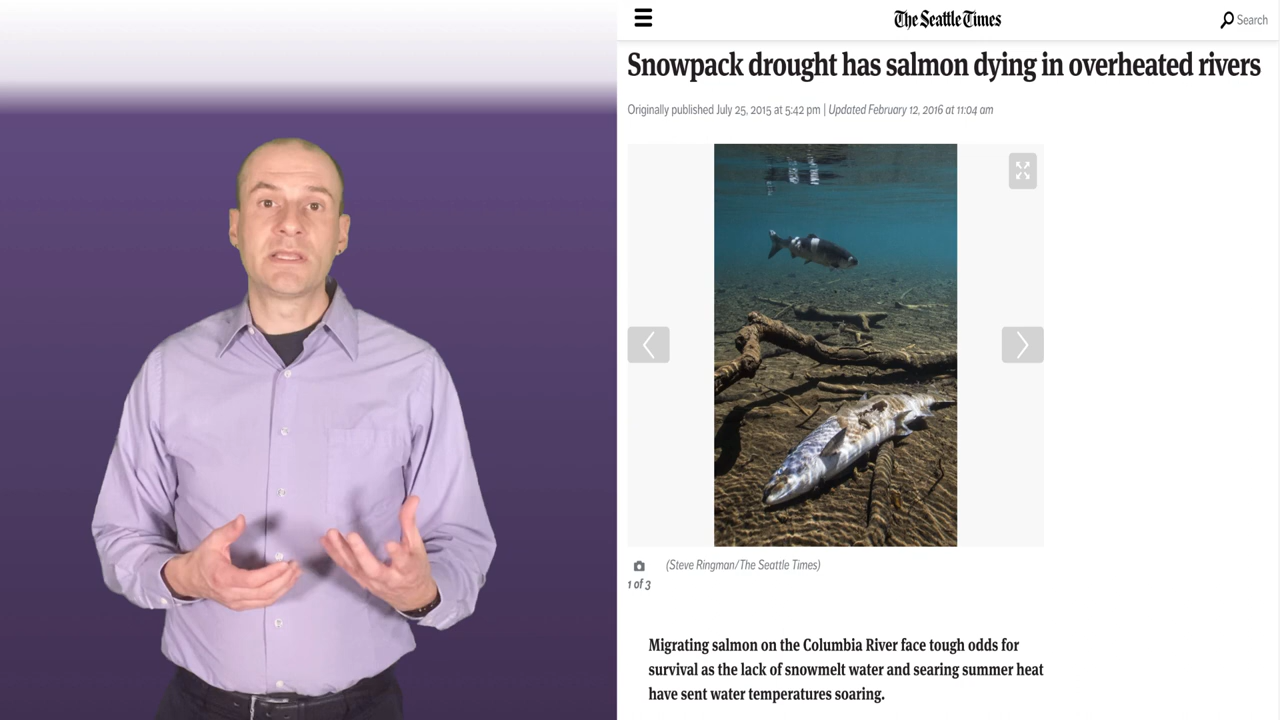 The Seattle Times
Search
Snowpack drought has salmon dying in overheated rivers
Originally published July 25, 2015 at 5:42 pm | Updated February 12, 2016 at 11:04 am
(Steve Ringman/The Seattle Times)
1 of 3
Migrating salmon on the Columbia River face tough odds for
survival as the lack of snowmelt water and searing summer heat
have sent water temperatures soaring.